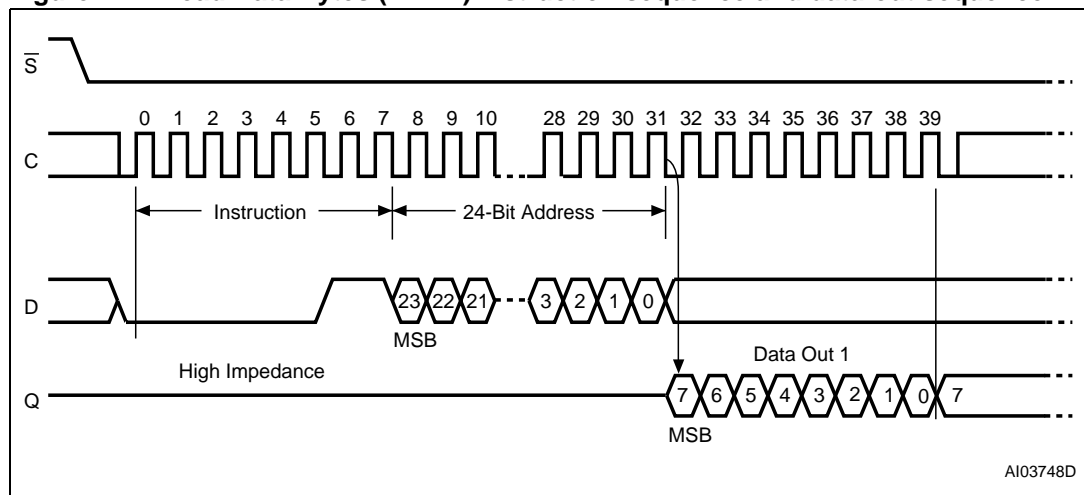 S
0 1 2 3 4 5 6 7 8 9 10 28 29 30 31 32 33 34 35 36 37 38 39
C
Instruction 24-Bit Address
D
23 22 21 3 2 1 0
MSB
High Impedance
Data Out 1
Q
7 6 5 4 3 2 1 0 7
MSB
AI03748D